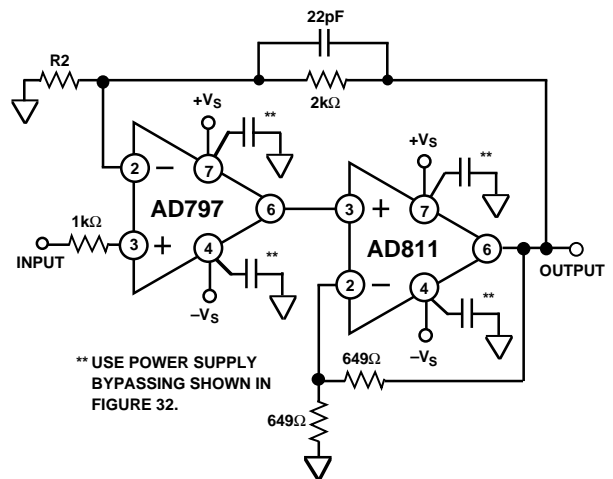 22pF
R2
2kΩ
+VS
**
2
7
AD797
6
1kΩ
INPUT
3
4
**
–VS
+VS
**
3
7
AD811
6
OUTPUT
2
4
**
–VS
** USE POWER SUPPLY
BYPASSING SHOWN IN
FIGURE 32.
649Ω
649Ω